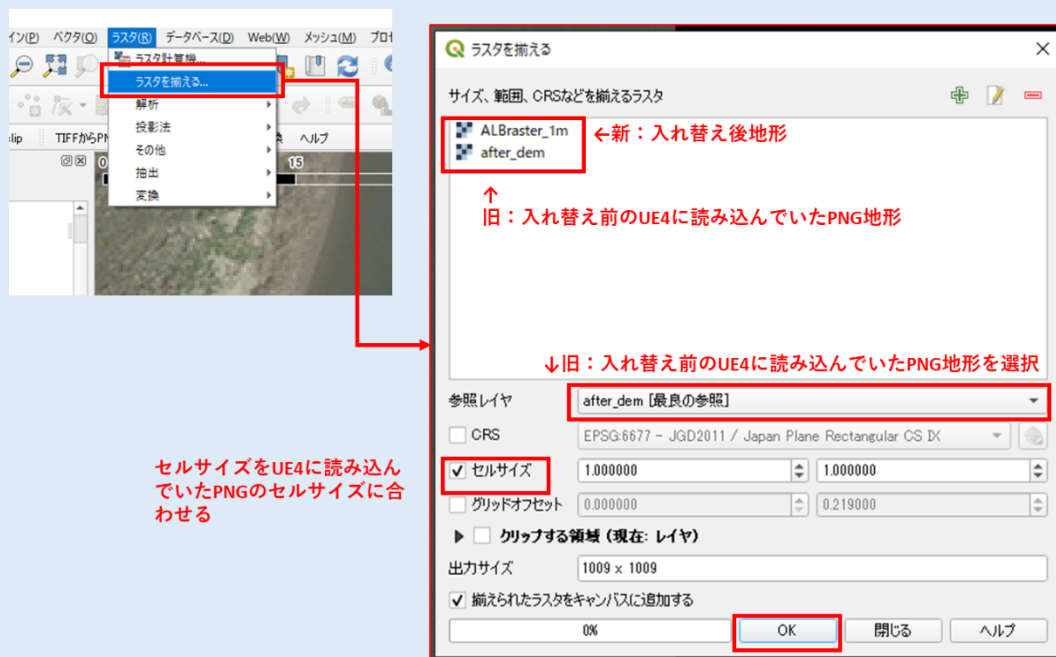 イン(P) ベクタ(O) ラスタ(R) データベース(D) Web(W) メッシュ(M)
ラスタ計算機...
ラスタを揃える...
解析
投影法
その他
抽出
変換
lip TIFFからPN
ヘルプ
0
15
ラスタを揃える
サイズ、範囲、CRSなどを揃えるラスタ
ALBraster_1m ←新：入れ替え後地形
after_dem
↑
旧：入れ替え前のUE4に読み込んでいたPNG地形
↓旧：入れ替え前のUE4に読み込んでいたPNG地形を選択
参照レイヤ after_dem [最良の参照]
CRS EPSG:6677 - JGD2011 / Japan Plane Rectangular CS IX
セルサイズ 1.000000 1.000000
グリッドオフセット 0.000000 0.219000
クリップする領域 (現在: レイヤ)
出力サイズ 1009 x 1009
揃えられたラスタをキャンバスに追加する
0% OK 閉じる ヘルプ
セルサイズをUE4に読み込ん
でいたPNGのセルサイズに合
わせる